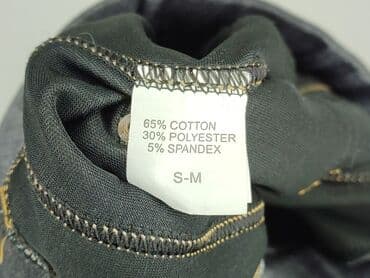 65% COTTON
30% POLYESTER
5% SPANDEX
S-M